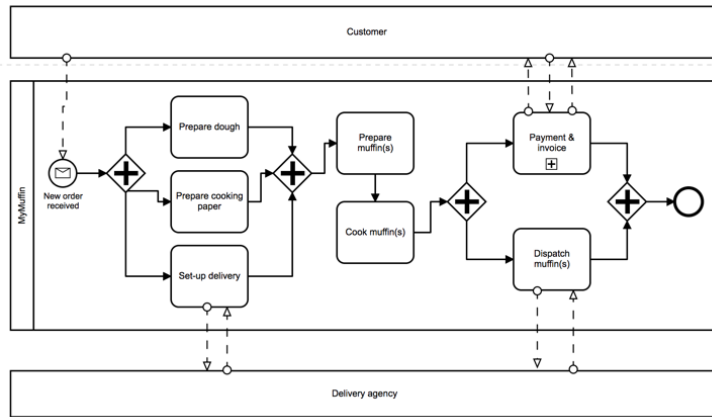 Customer
MyMuffin
New order
received
Prepare dough
Prepare cooking
paper
Set-up delivery
Prepare
muffin(s)
Cook muffin(s)
Payment &
invoice
Dispatch
muffin(s)
Delivery agency